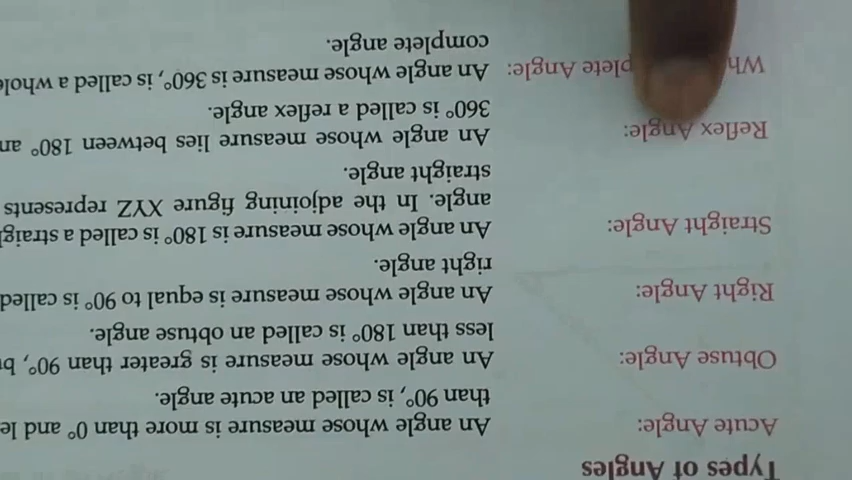 Types of Angles
Acute Angle: An angle whose measure is more than 0° and
than 90°, is called an acute angle.
Obtuse Angle: An angle whose measure is greater than 90°,
less than 180° is called an obtuse angle.
Right Angle: An angle whose measure is equal to 90° is called
right angle.
Straight Angle: An angle whose measure is 180° is called a
angle. In the adjoining figure XYZ represents
straight angle.
Reflex Angle: An angle whose measure lies between 180°
360° is called a reflex angle.
Angle: An angle whose measure is 360°, is called a
complete angle.